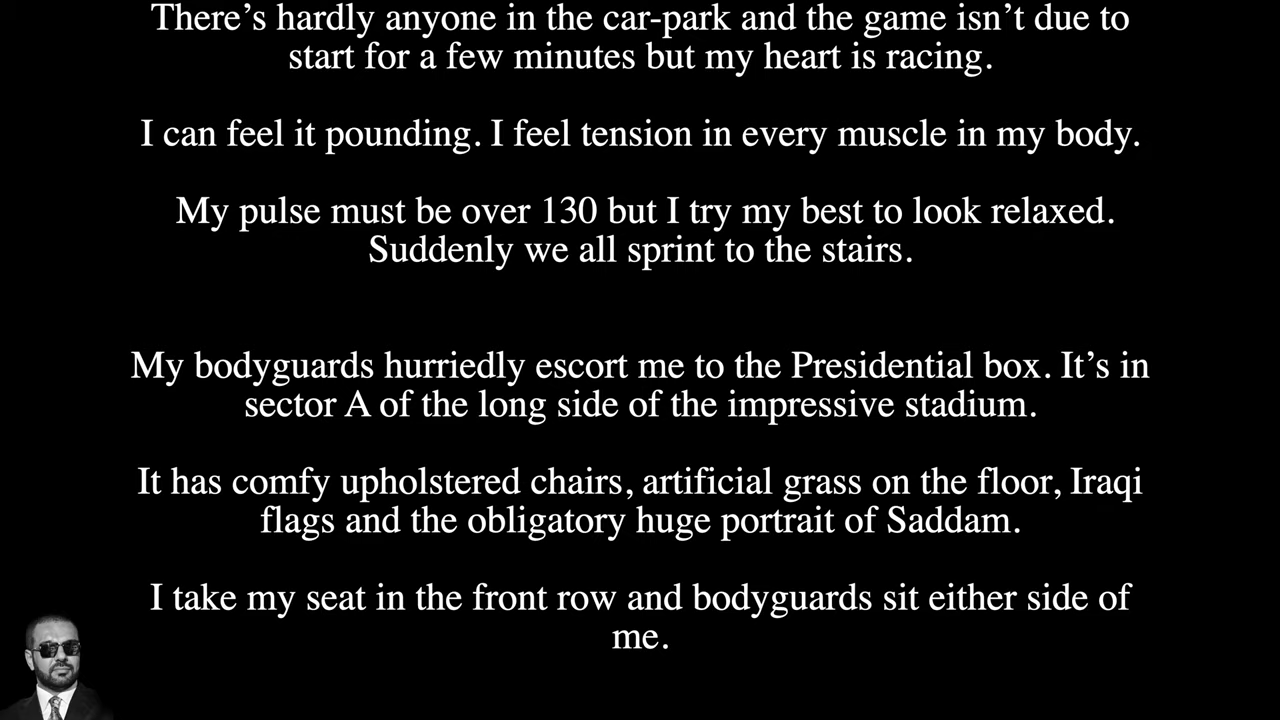 There’s hardly anyone in the car-park and the game isn’t due to
start for a few minutes but my heart is racing.
I can feel it pounding. I feel tension in every muscle in my body.
My pulse must be over 130 but I try my best to look relaxed.
Suddenly we all sprint to the stairs.
My bodyguards hurriedly escort me to the Presidential box. It’s in
sector A of the long side of the impressive stadium.
It has comfy upholstered chairs, artificial grass on the floor, Iraqi
flags and the obligatory huge portrait of Saddam.
I take my seat in the front row and bodyguards sit either side of
me.